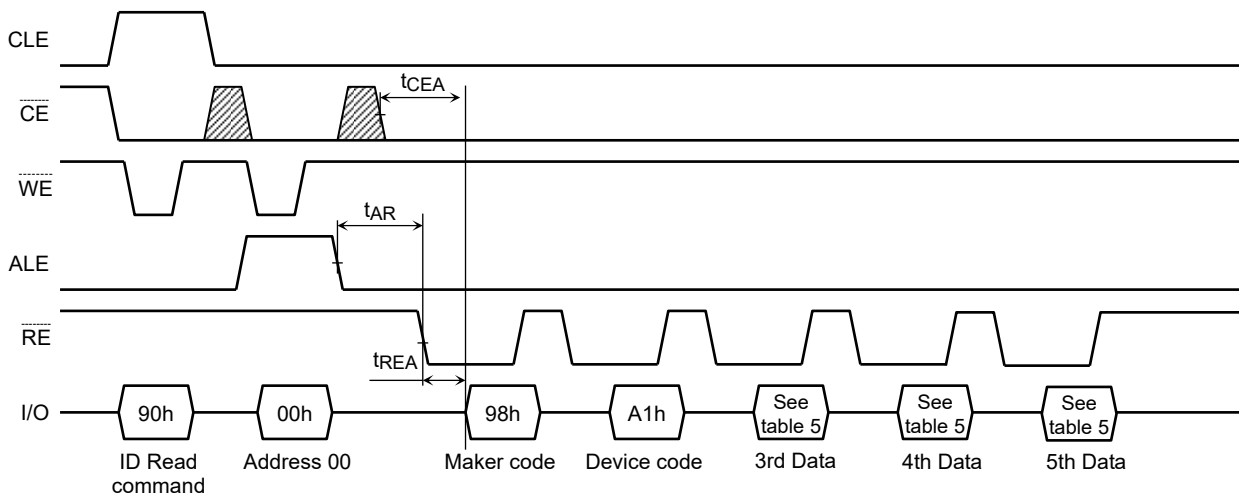 CLE
CE
tCEA
WE
tAR
ALE
RE
tREA
I/O
90h
00h
98h
A1h
See
table 5
See
table 5
See
table 5
ID Read
command
Address 00
Maker code
Device code
3rd Data
4th Data
5th Data